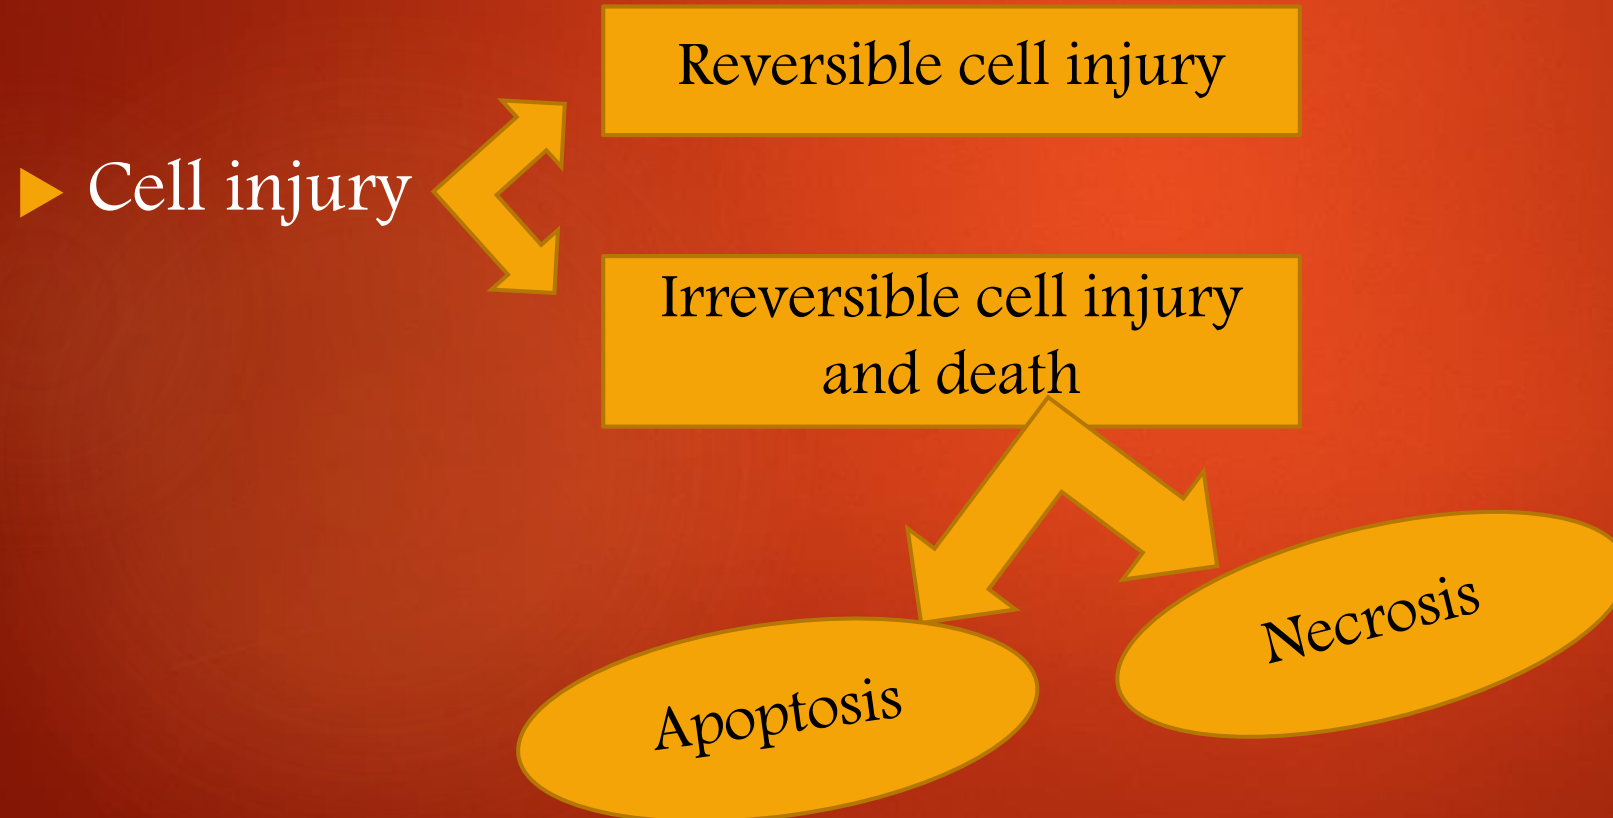 Reversible cell injury
Cell injury
Irreversible cell injury
and death
Necrosis
Apoptosis